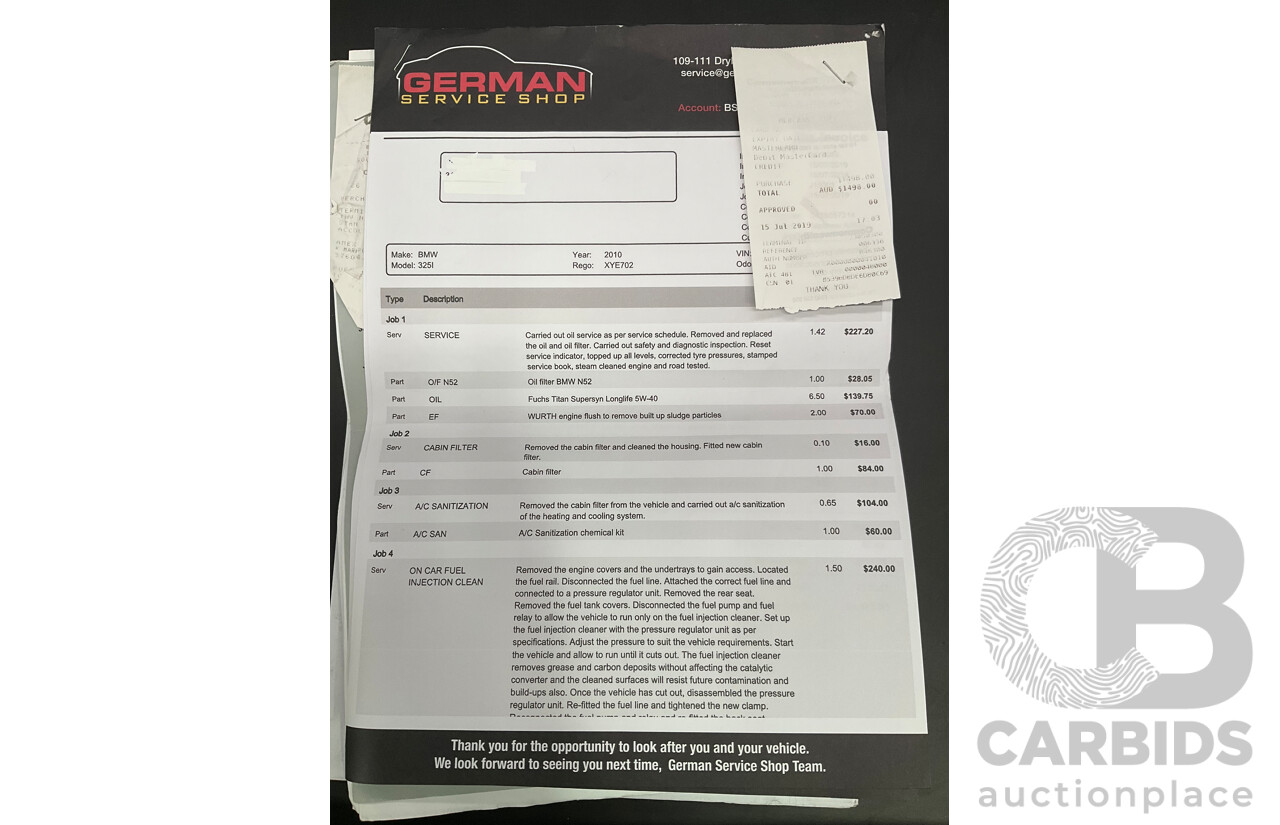 GERMAN
SERVICE SHOP
109-111 Dry
service@ge
Account: BS
MASTERCARD
Debit MasterCard
CREDIT
PURCHASE
TOTAL AUD $1498.00
APPROVED 00
15 Jul 2019 17 03
THANK YOU
Make: BMW Year: 2010 VIN:
Model: 325I Rego: XYE702 Odo
Type Description
Job 1
Serv SERVICE Carried out oil service as per service schedule. Removed and replaced 1.42 $227.20
the oil and oil filter. Carried out safety and diagnostic inspection. Reset
service indicator, topped up all levels, corrected tyre pressures, stamped
service book, steam cleaned engine and road tested.
Part O/F N52 Oil filter BMW N52 1.00 $28.05
Part OIL Fuchs Titan Supersyn Longlife 5W-40 6.50 $139.75
Part EF WURTH engine flush to remove built up sludge particles 2.00 $70.00
Job 2
Serv CABIN FILTER Removed the cabin filter and cleaned the housing. Fitted new cabin 0.10 $16.00
filter.
Part CF Cabin filter 1.00 $84.00
Job 3
Serv A/C SANITIZATION Removed the cabin filter from the vehicle and carried out a/c sanitization 0.65 $104.00
of the heating and cooling system.
Part A/C SAN A/C Sanitization chemical kit 1.00 $60.00
Job 4
Serv ON CAR FUEL Removed the engine covers and the undertrays to gain access. Located 1.50 $240.00
INJECTION CLEAN the fuel rail. Disconnected the fuel line. Attached the correct fuel line and
connected to a pressure regulator unit. Removed the rear seat.
Removed the fuel tank covers. Disconnected the fuel pump and fuel
relay to allow the vehicle to run only on the fuel injection cleaner. Set up
the fuel injection cleaner with the pressure regulator unit as per
specifications. Adjust the pressure to suit the vehicle requirements. Start
the vehicle and allow to run until it cuts out. The fuel injection cleaner
removes grease and carbon deposits without affecting the catalytic
converter and the cleaned surfaces will resist future contamination and
build-ups also. Once the vehicle has cut out, disassembled the pressure
regulator unit. Re-fitted the fuel line and tightened the new clamp.
Thank you for the opportunity to look after you and your vehicle.
We look forward to seeing you next time, German Service Shop Team.
CB
CARBIDS
auctionplace